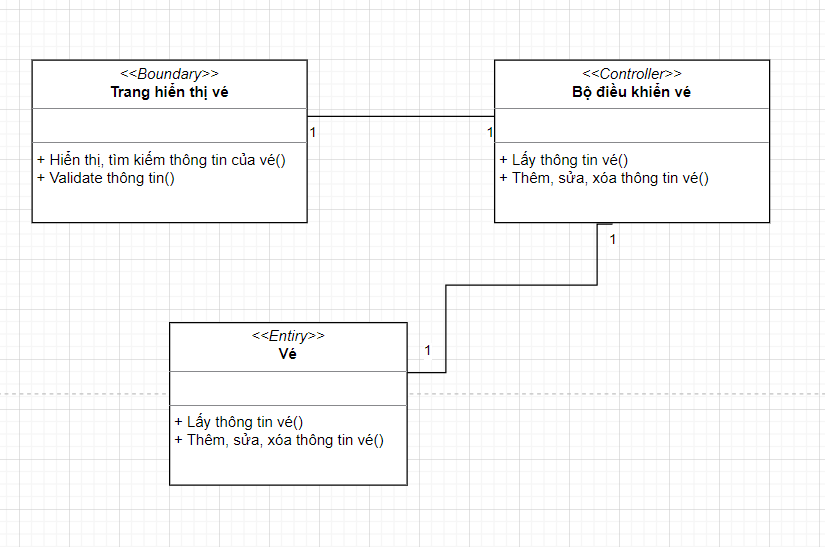 <<Boundary>>
Trang hiển thị vé
+ Hiển thị, tìm kiếm thông tin của vé()
+ Validate thông tin()
1
1
<<Controller>>
Bộ điều khiển vé
+ Lấy thông tin vé()
+ Thêm, sửa, xóa thông tin vé()
1
1
<<Entiry>>
Vé
+ Lấy thông tin vé()
+ Thêm, sửa, xóa thông tin vé()